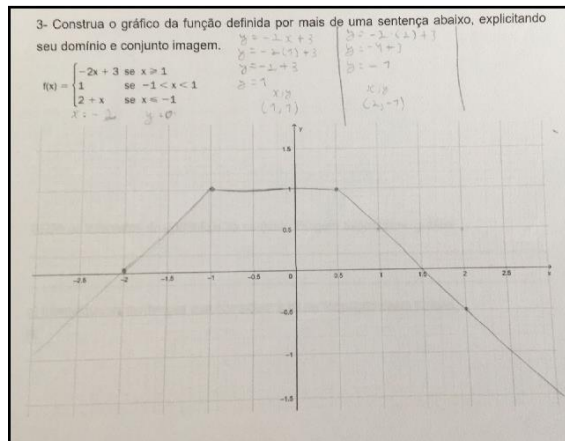 3- Construa o gráfico da função definida por mais de uma sentença abaixo, explicitando
seu domínio e conjunto imagem.
f(x) = { -2x + 3 se x ⩾ 1
1 se -1 < x < 1
2 + x se x ⩽ -1
x = -2 y = 0
y = -2x + 3
y = -2(1) + 3
y = -2 + 3
y = 1
x, y
(1, 1)
y = -2(2) + 3
y = -4 + 3
y = -1
x, y
(2, -1)
y
1.5
1
0.5
-2.5 -2 -1.5 -1 -0.5 0 0.5 1 1.5 2 2.5 x
-0.5
-1
-1.5